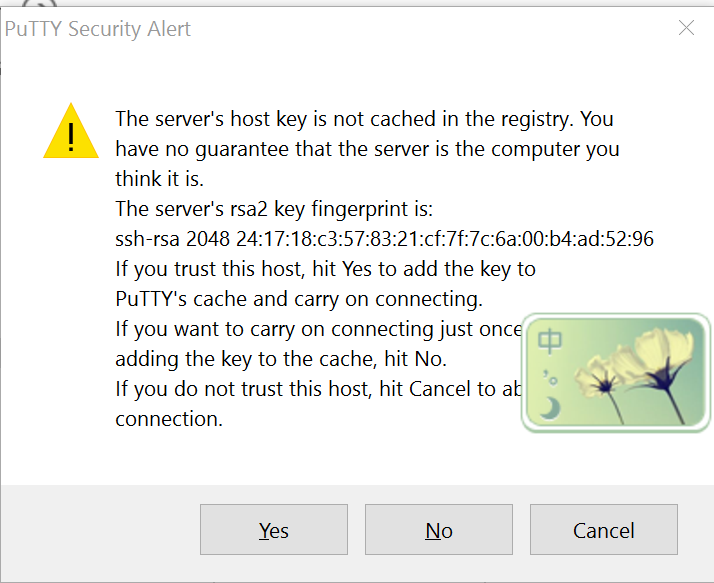 PuTTY Security Alert
The server's host key is not cached in the registry. You
have no guarantee that the server is the computer you
think it is.
The server's rsa2 key fingerprint is:
ssh-rsa 2048 24:17:18:c3:57:83:21:cf:7f:7c:6a:00:b4:ad:52:96
If you trust this host, hit Yes to add the key to
PuTTY's cache and carry on connecting.
If you want to carry on connecting just once
adding the key to the cache, hit No.
If you do not trust this host, hit Cancel to
中
connection.
Yes
No
Cancel